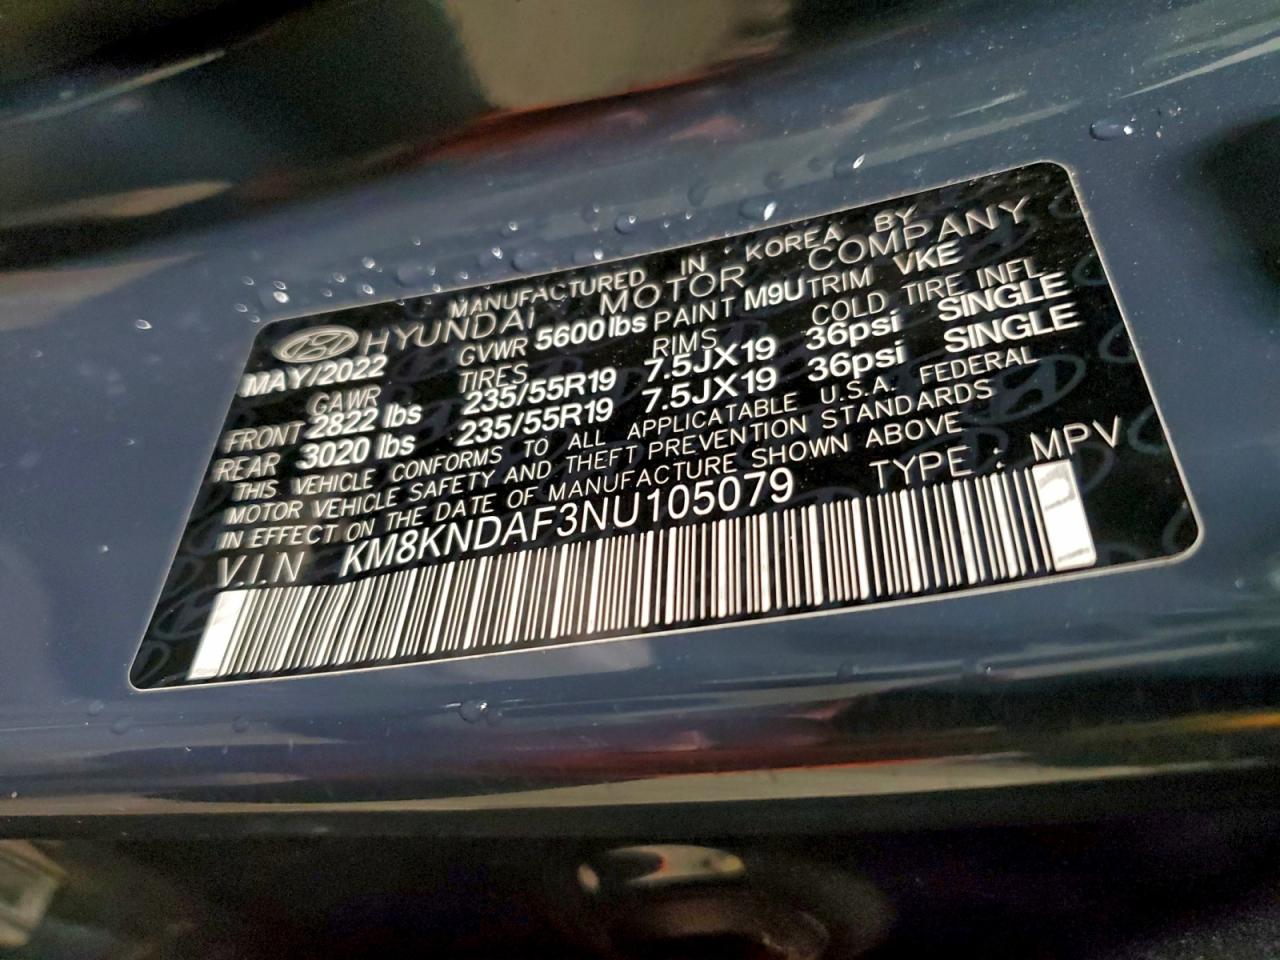 MANUFACTURED IN KOREA BY
HYUNDAI MOTOR COMPANY
MAY/2022 GVWR 5600 lbs PAINT M9U TRIM VKE
GAWR TIRES RIMS COLD TIRE INFL
FRONT 2822 lbs 235/55R19 7.5JX19 36psi SINGLE
REAR 3020 lbs 235/55R19 7.5JX19 36psi SINGLE
THIS VEHICLE CONFORMS TO ALL APPLICATABLE U.S.A. FEDERAL
MOTOR VEHICLE SAFETY AND THEFT PREVENTION STANDARDS
IN EFFECT ON THE DATE OF MANUFACTURE SHOWN ABOVE
V.I.N KM8KNDAF3NU105079 TYPE : MPV